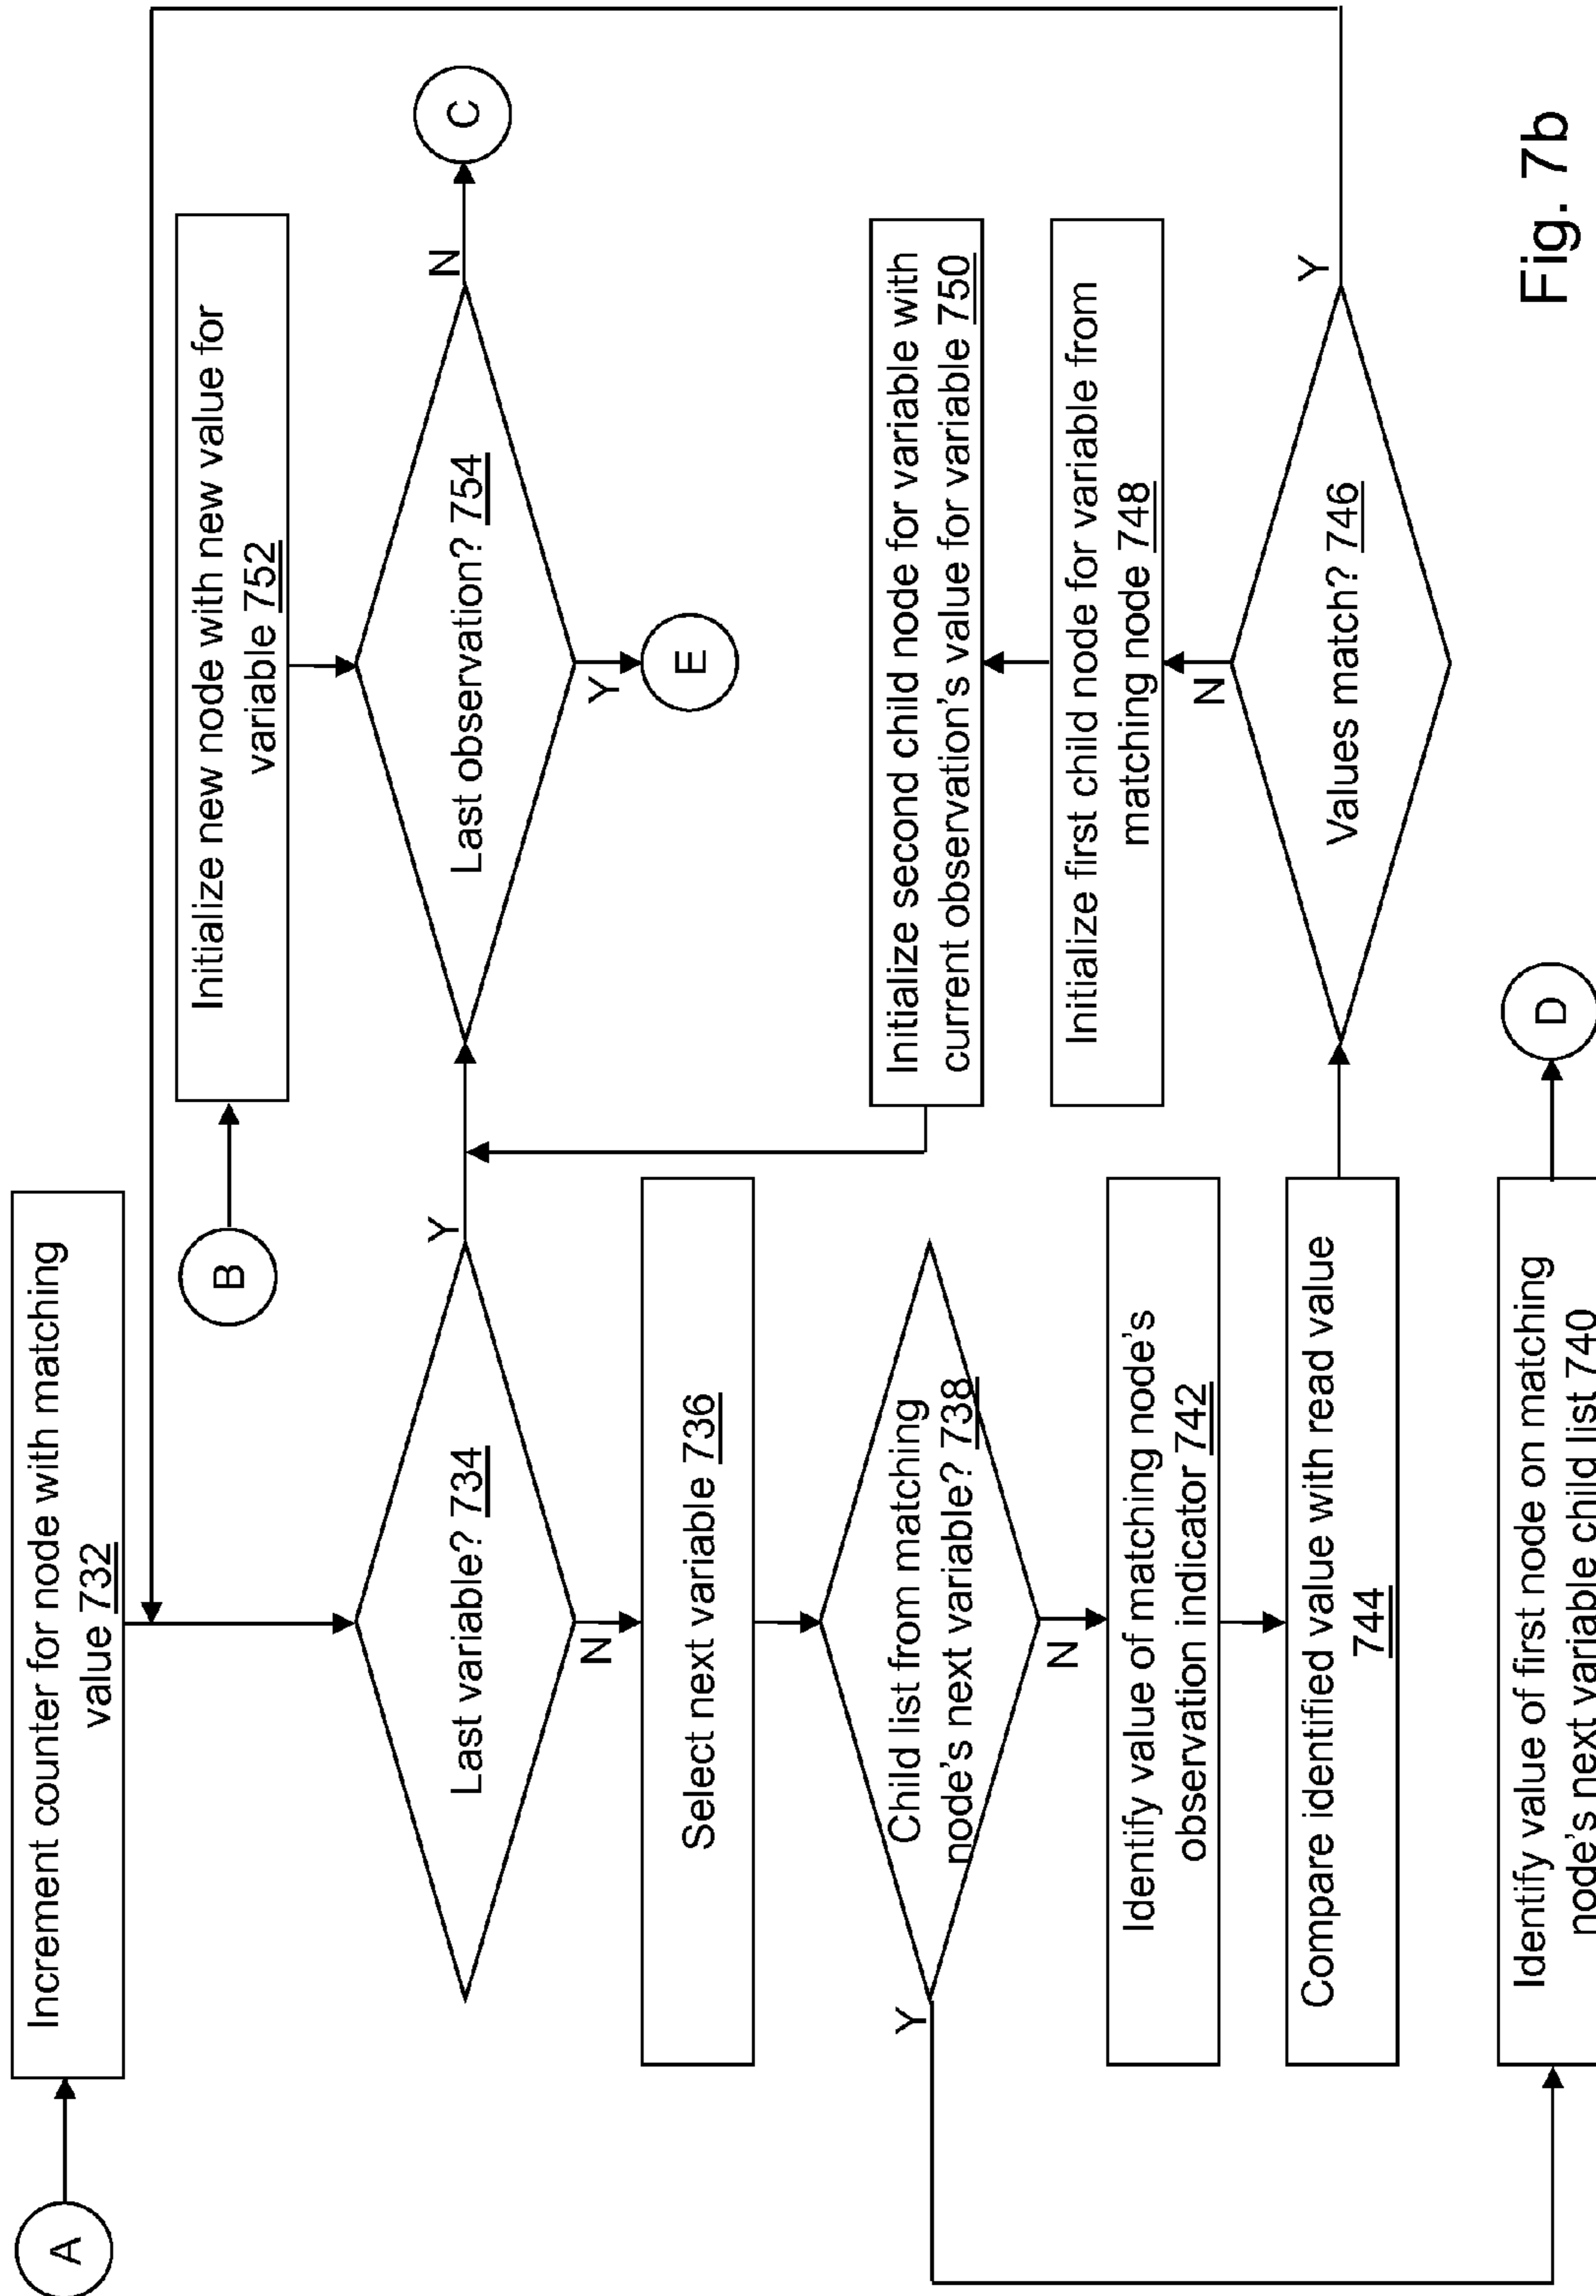 A
Increment counter for node with matching
value 732
B
Initialize new node with new value for
variable 752
Last variable? 734
Y
N
Last observation? 754
N
C
Y
E
Select next variable 736
Child list from matching
node's next variable? 738
Y
N
Identify value of matching node's
observation indicator 742
Compare identified value with read value
744
Initialize second child node for variable with
current observation's value for variable 750
Initialize first child node for variable from
matching node 748
N
Values match? 746
Y
Identify value of first node on matching
node's next variable child list 740
D
Fig. 7b